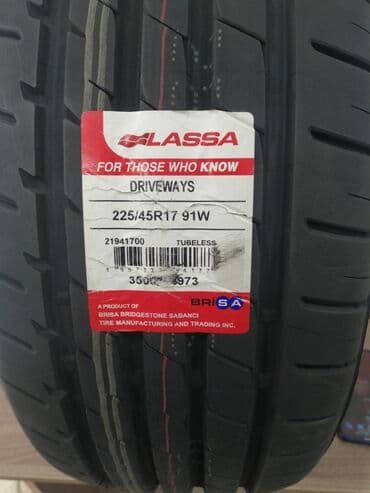 LASSA
FOR THOSE WHO KNOW
DRIVEWAYS
225/45R17 91W
21941700 TUBELESS
BRiSA
A PRODUCT OF
BRISA BRIDGESTONE SABANCI
TIRE MANUFACTURING AND TRADING INC.